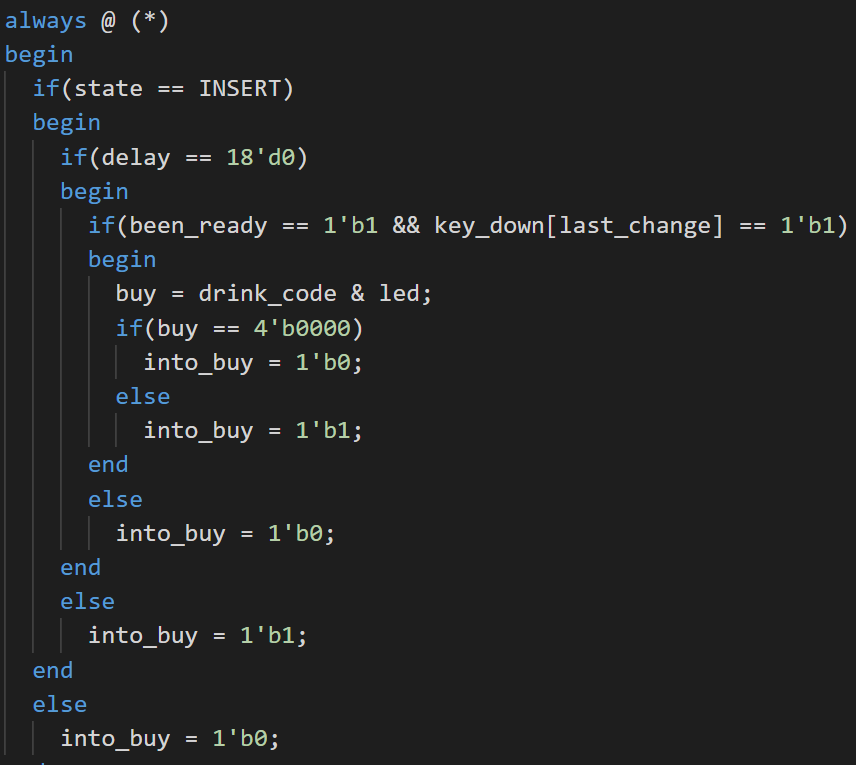 always @ (*)
begin
  if(state == INSERT)
  begin
    if(delay == 18'd0)
    begin
      if(been_ready == 1'b1 && key_down[last_change] == 1'b1)
      begin
        buy = drink_code & led;
        if(buy == 4'b0000)
          into_buy = 1'b0;
        else
          into_buy = 1'b1;
      end
      else
        into_buy = 1'b0;
    end
    else
      into_buy = 1'b1;
  end
  else
    into_buy = 1'b0;